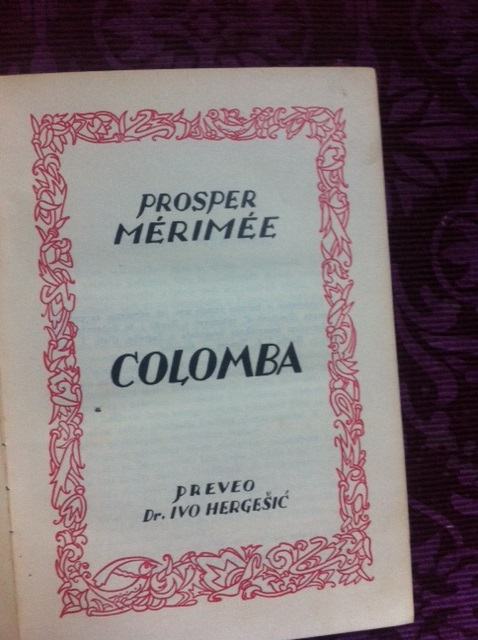 PROSPER
MÉRIMÉE
COLOMBA
PREVEO
Dr. IVO HERGEŠIĆ